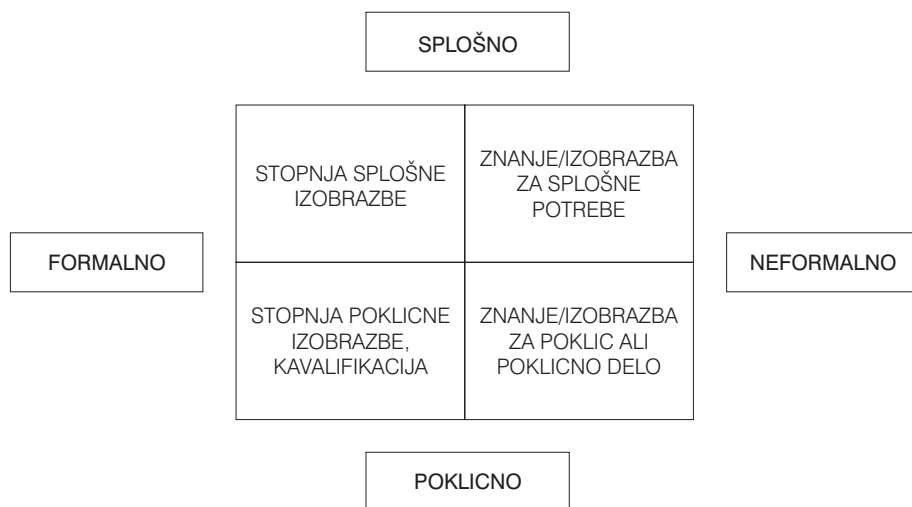 SPLOŠNO
STOPNJA SPLOŠNE
IZOBRAZBE
ZNANJE/IZOBRAZBA
ZA SPLOŠNE
POTREBE
FORMALNO
NEFORMALNO
STOPNJA POKLICNE
IZOBRAZBE,
KAVALIFIKACIJA
ZNANJE/IZOBRAZBA
ZA POKLIC ALI
POKLICNO DELO
POKLICNO